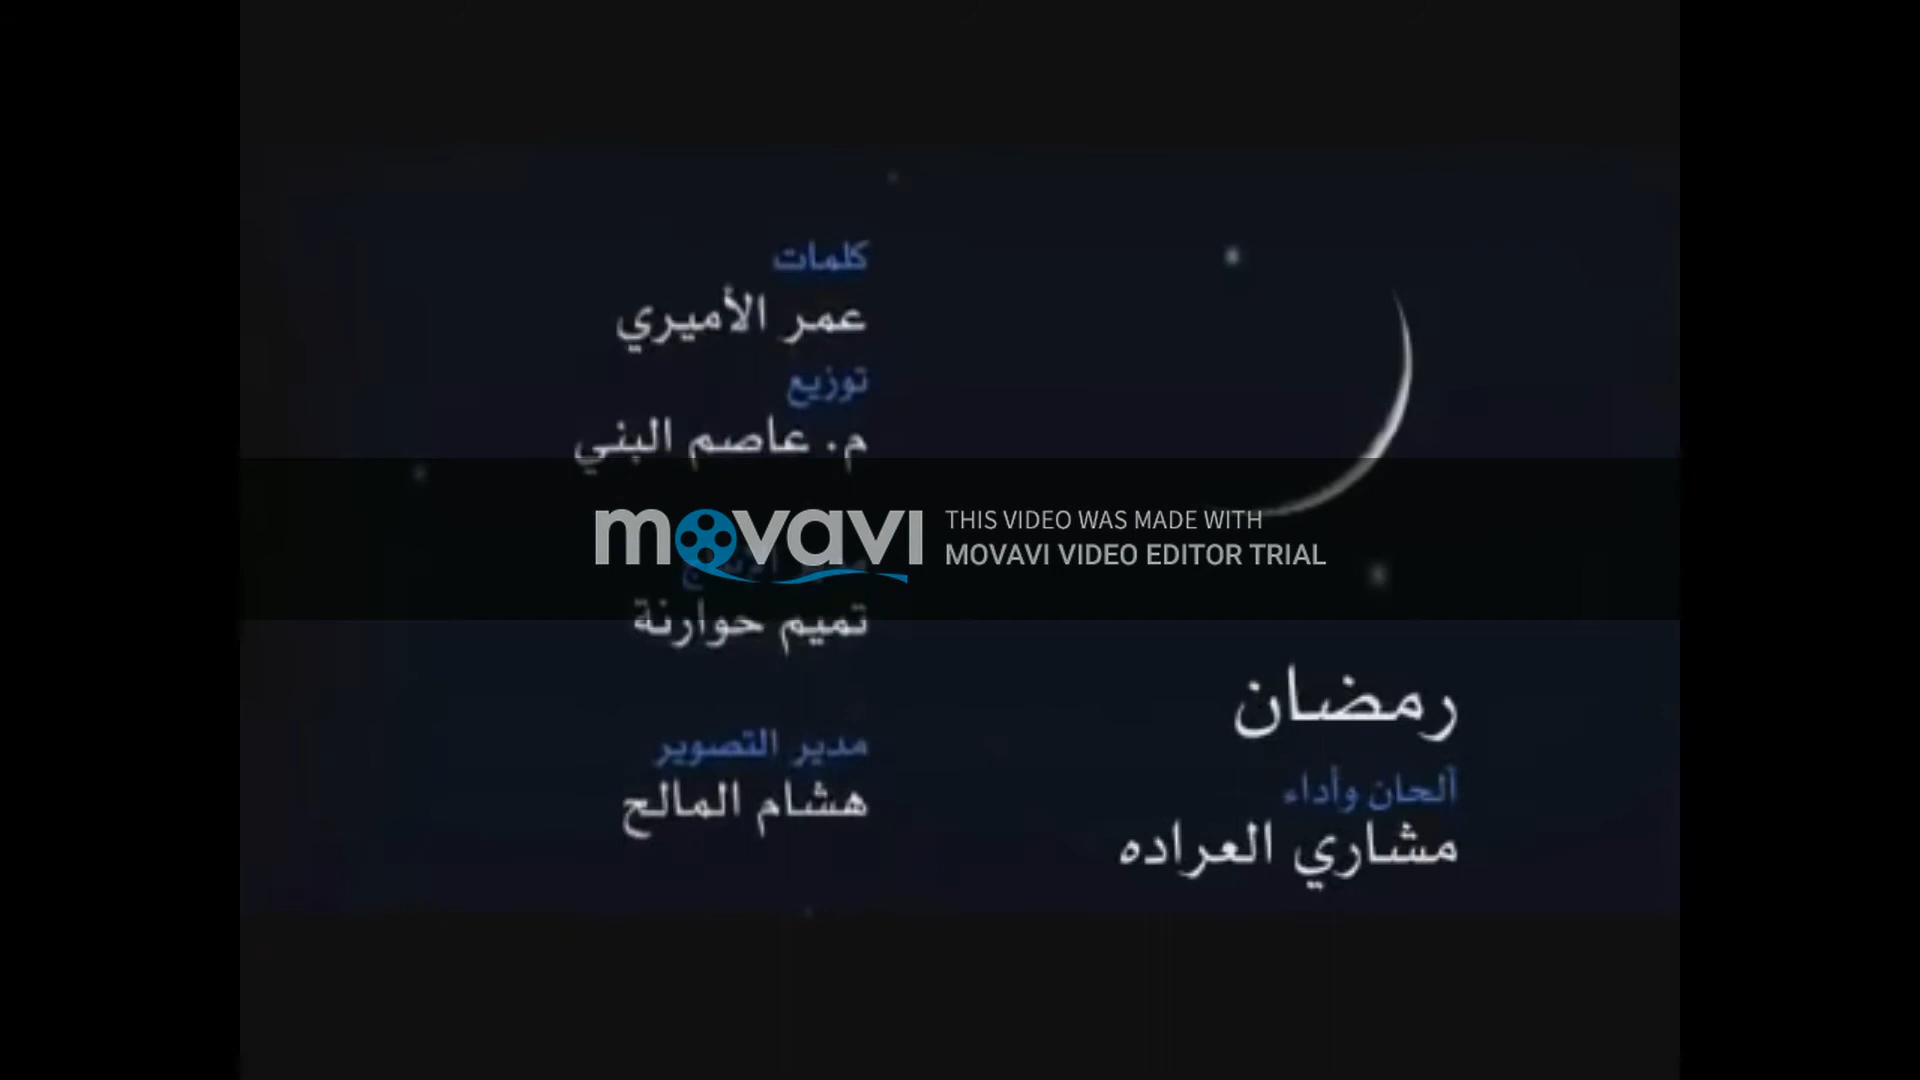 كلمات
عمر الأميري
توزيع
م. عاصم البني
movavi
THIS VIDEO WAS MADE WITH
MOVAVI VIDEO EDITOR TRIAL
تميم حوارنة
مدير التصوير
هشام المالح
رمضان
ألحان وأداء
مشاري العراده